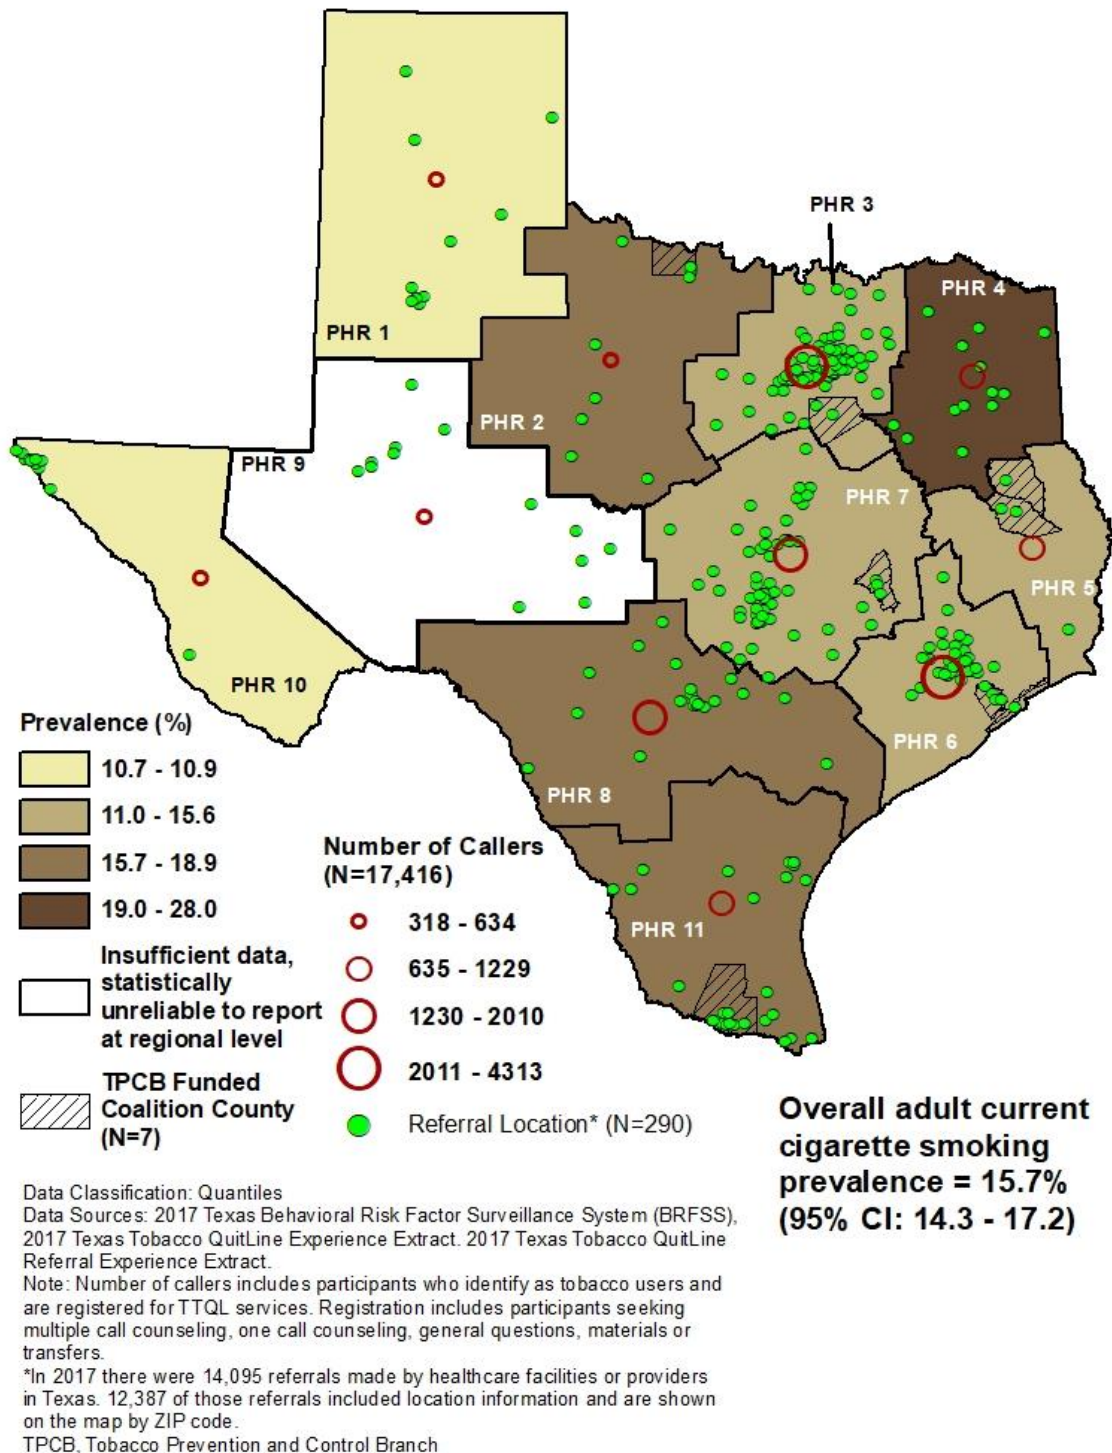 PHR 3
PHR 4
PHR 1
PHR 2
PHR 9
PHR 7
PHR 5
PHR 10
PHR 6
PHR 8
PHR 11
Prevalence (%)
10.7 - 10.9
11.0 - 15.6
15.7 - 18.9
19.0 - 28.0
Insufficient data,
statistically
unreliable to report
at regional level
TPCB Funded
Coalition County
(N=7)
Number of Callers
(N=17,416)
318 - 634
635 - 1229
1230 - 2010
2011 - 4313
Referral Location* (N=290)
Overall adult current
cigarette smoking
prevalence = 15.7%
(95% CI: 14.3 - 17.2)
Data Classification: Quantiles
Data Sources: 2017 Texas Behavioral Risk Factor Surveillance System (BRFSS),
2017 Texas Tobacco QuitLine Experience Extract. 2017 Texas Tobacco QuitLine
Referral Experience Extract.
Note: Number of callers includes participants who identify as tobacco users and
are registered for TTQL services. Registration includes participants seeking
multiple call counseling, one call counseling, general questions, materials or
transfers.
*In 2017 there were 14,095 referrals made by healthcare facilities or providers
in Texas. 12,387 of those referrals included location information and are shown
on the map by ZIP code.
TPCB, Tobacco Prevention and Control Branch